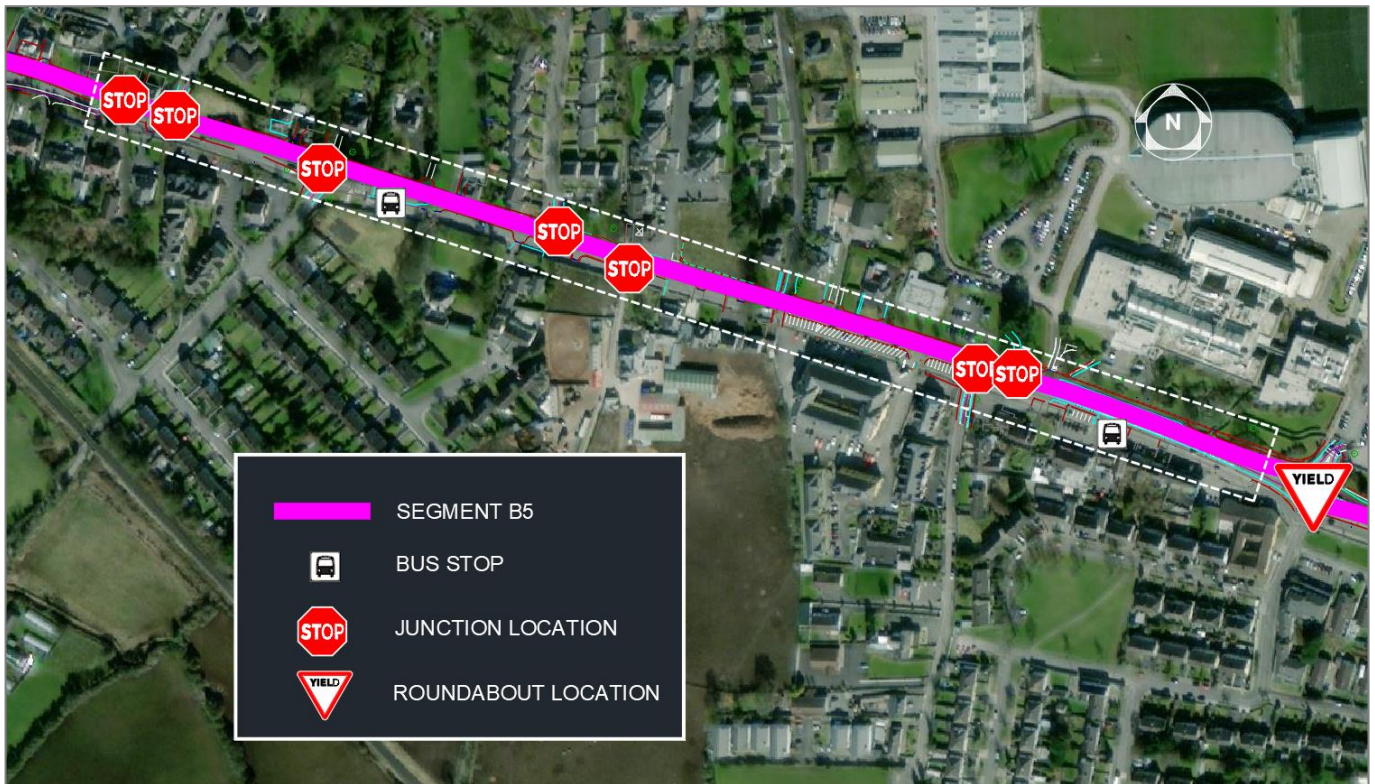 STOP
STOP
STOP
STOP
STOP
STOP
STOP
N
YIELD
SEGMENT B5
BUS STOP
STOP
JUNCTION LOCATION
YIELD
ROUNDABOUT LOCATION